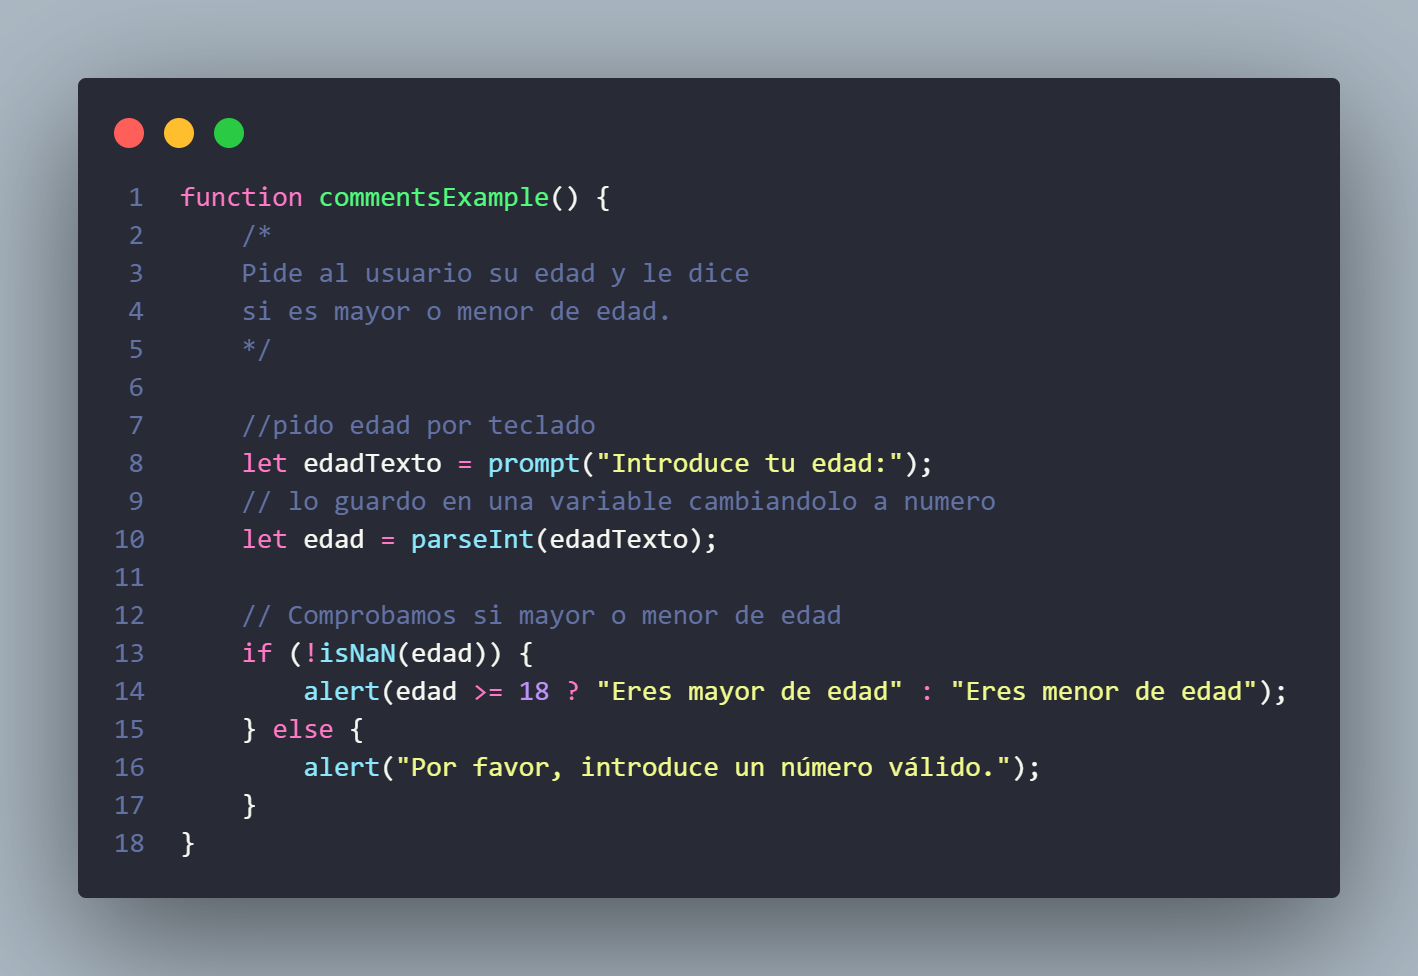 1 function commentsExample() {
2     /*
3     Pide al usuario su edad y le dice
4     si es mayor o menor de edad.
5     */
6
7     //pido edad por teclado
8     let edadTexto = prompt("Introduce tu edad:");
9     // lo guardo en una variable cambiandolo a numero
10     let edad = parseInt(edadTexto);
11
12     // Comprobamos si mayor o menor de edad
13     if (!isNaN(edad)) {
14         alert(edad >= 18 ? "Eres mayor de edad" : "Eres menor de edad");
15     } else {
16         alert("Por favor, introduce un número válido.");
17     }
18 }